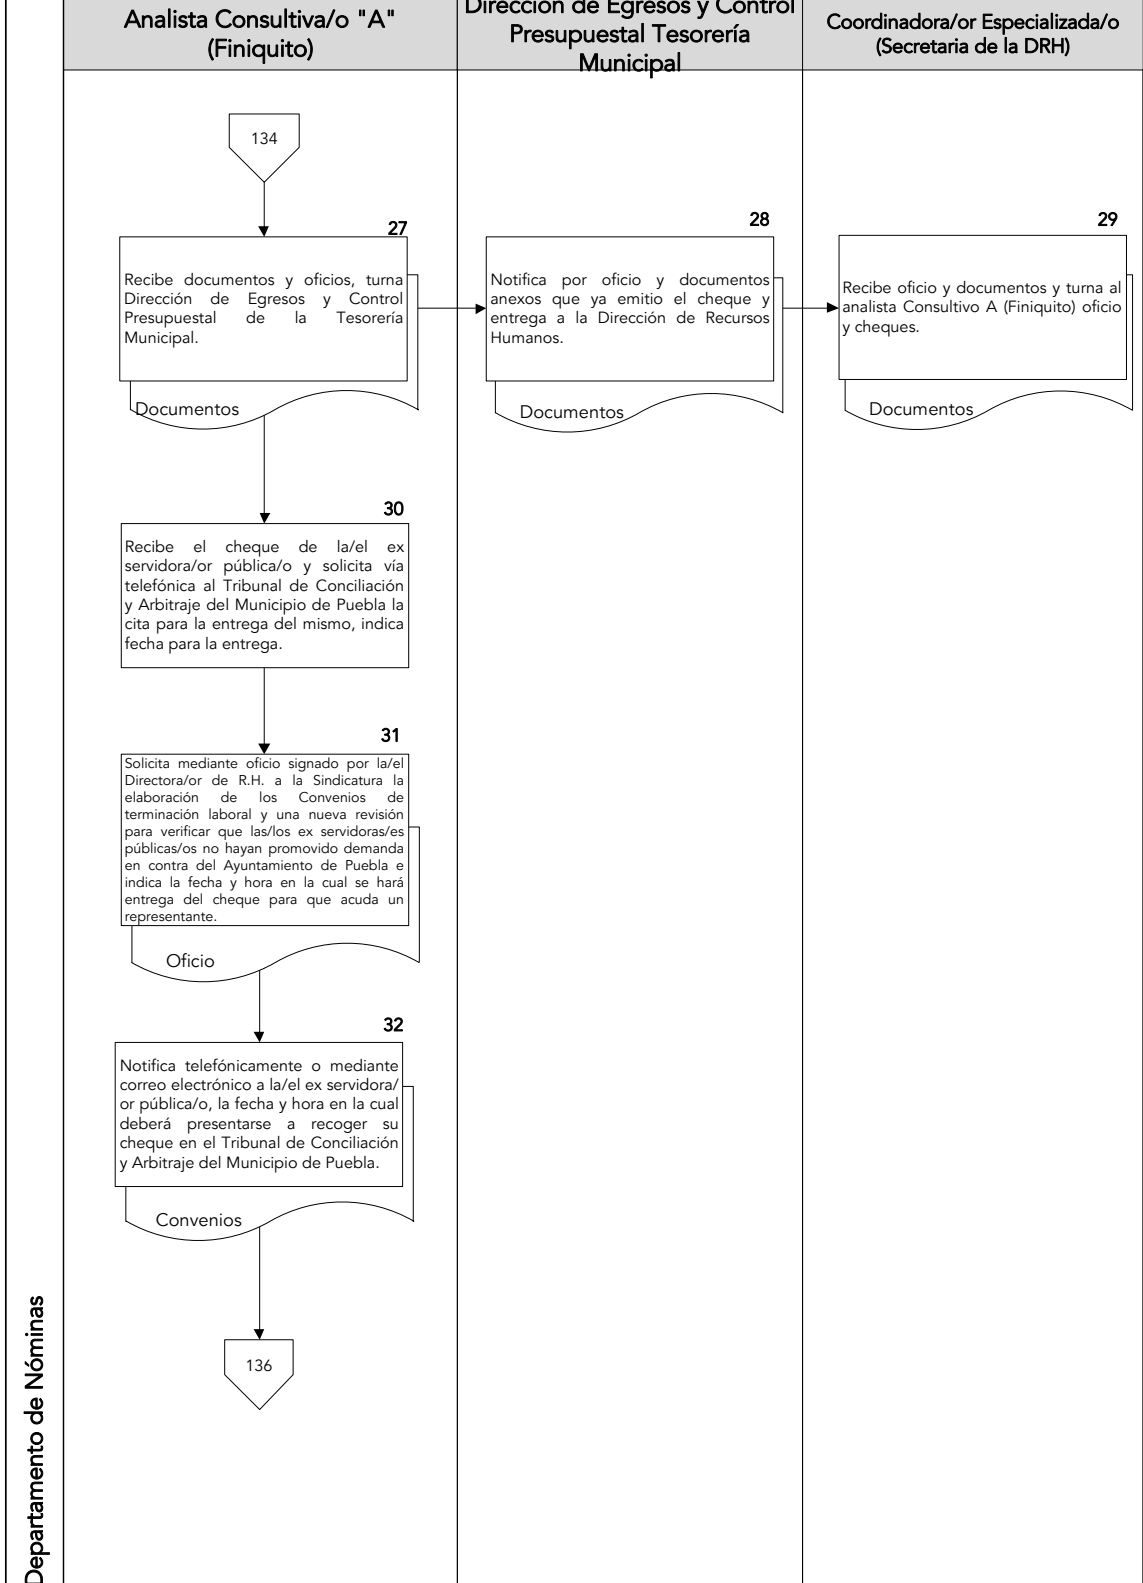 Analista Consultiva/o "A"
(Finiquito)
Dirección de Egresos y Control
Presupuestal Tesorería
Municipal
Coordinadora/or Especializada/o
(Secretaria de la DRH)
134
27
Recibe documentos y oficios, turna
Dirección de Egresos y Control
Presupuestal de la Tesorería
Municipal.
Documentos
28
Notifica por oficio y documentos
anexos que ya emitio el cheque y
entrega a la Dirección de Recursos
Humanos.
Documentos
29
Recibe oficio y documentos y turna al
analista Consultivo A (Finiquito) oficio
y cheques.
Documentos
30
Recibe el cheque de la/el ex
servidora/or pública/o y solicita vía
telefónica al Tribunal de Conciliación
y Arbitraje del Municipio de Puebla la
cita para la entrega del mismo, indica
fecha para la entrega.
31
Solicita mediante oficio signado por la/el
Directora/or de R.H. a la Sindicatura la
elaboración de los Convenios de
terminación laboral y una nueva revisión
para verificar que las/los ex servidoras/es
públicas/os no hayan promovido demanda
en contra del Ayuntamiento de Puebla e
indica la fecha y hora en la cual se hará
entrega del cheque para que acuda un
representante.
Oficio
32
Notifica telefónicamente o mediante
correo electrónico a la/el ex servidora/
or pública/o, la fecha y hora en la cual
deberá presentarse a recoger su
cheque en el Tribunal de Conciliación
y Arbitraje del Municipio de Puebla.
Convenios
136
Departamento de Nóminas